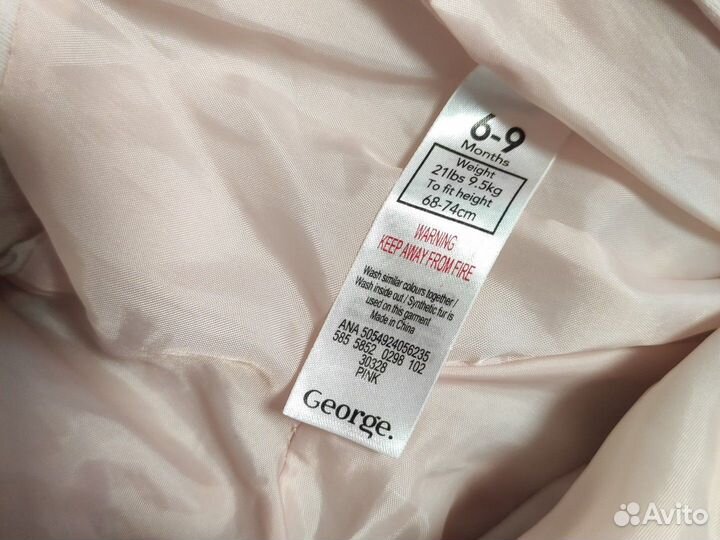 6-9
Months
Weight
21lbs 9.5kg
To fit height
68-74cm
WARNING
KEEP AWAY FROM FIRE
Wash similar colours together /
Wash inside out / Synthetic fur is
used on this garment
Made in China
ANA 5054924056235
585 5852 0298 102
30328
PINK
George.
Avito